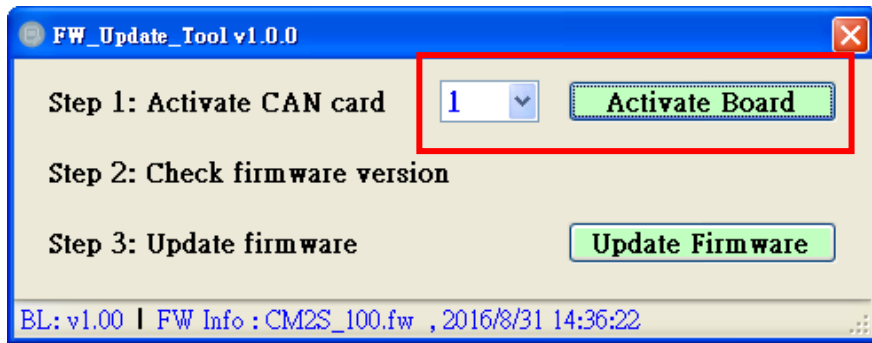 FW_Update_Tool v1.0.0
Step 1: Activate CAN card 1 Activate Board
Step 2: Check firmware version
Step 3: Update firmware Update Firmware
BL: v1.00 | FW Info : CM2S_100.fw , 2016/8/31 14:36:22